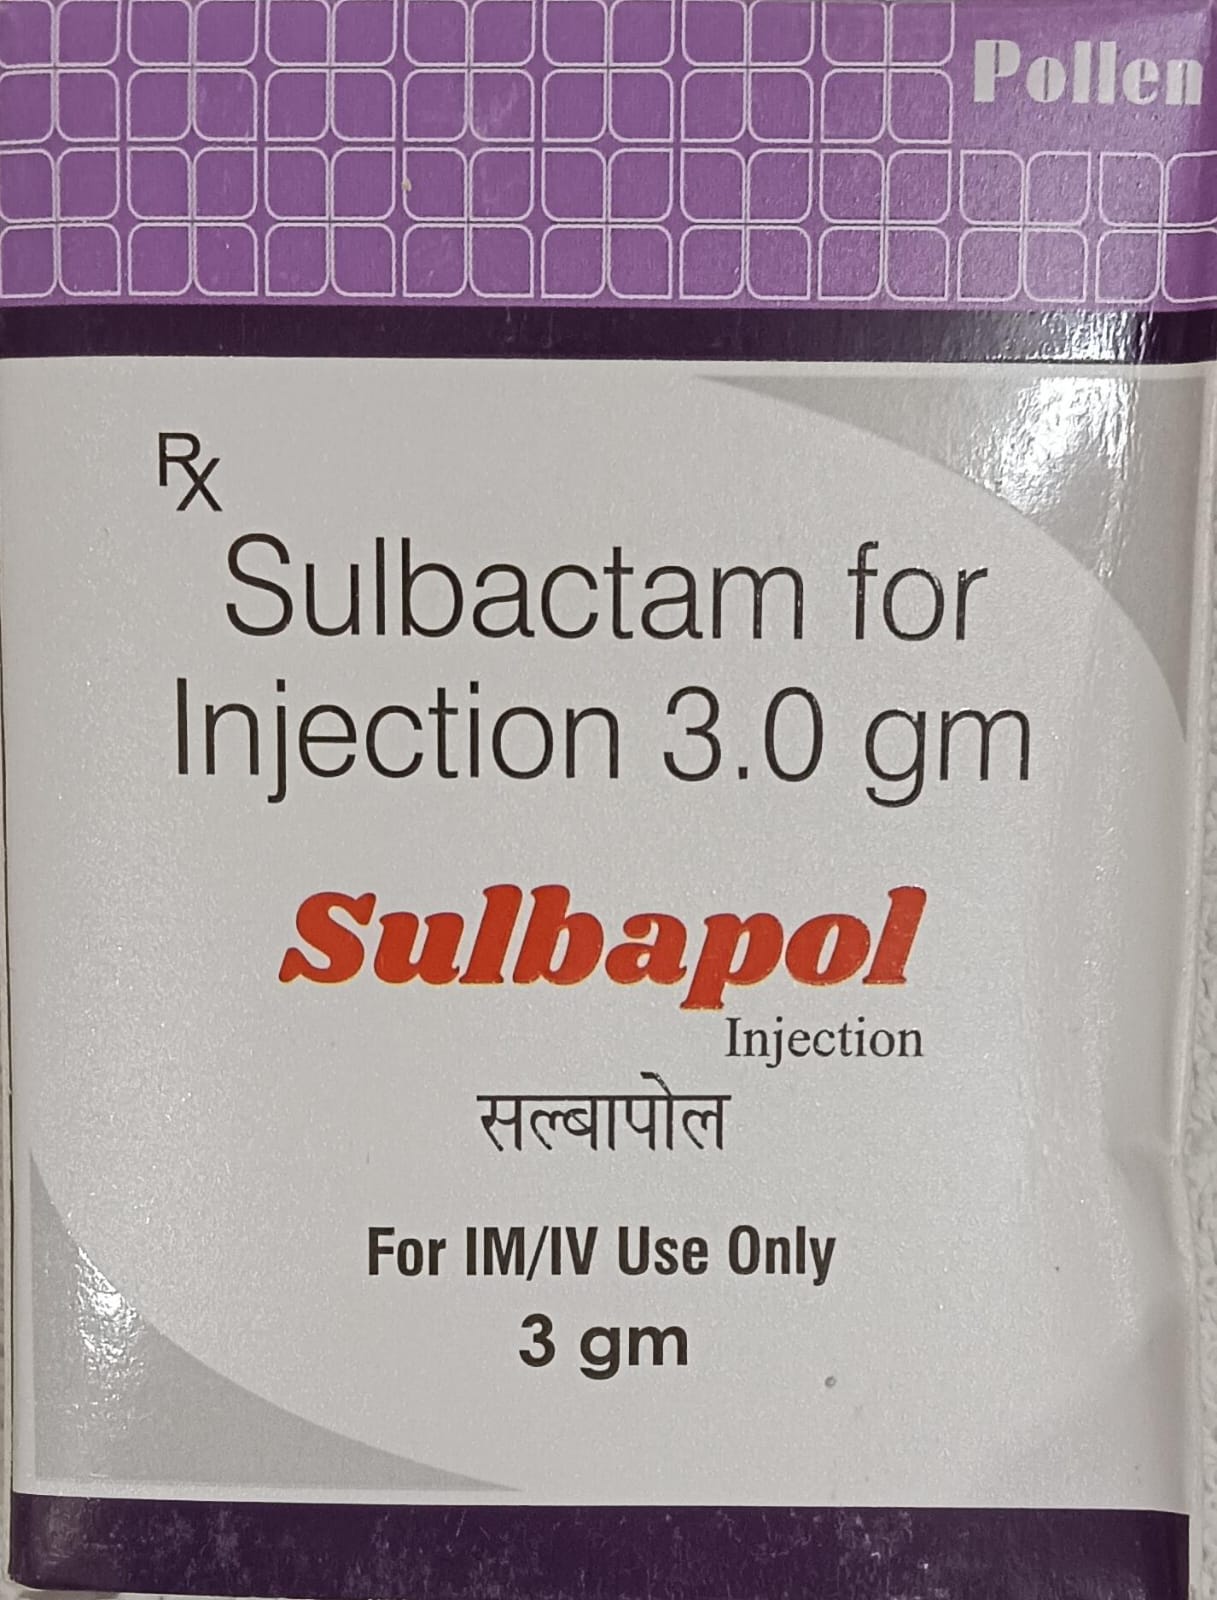 Pollen
Rx
Sulbactam for
Injection 3.0 gm
Sulbapol
Injection
सल्बापोल
For IM/IV Use Only
3 gm